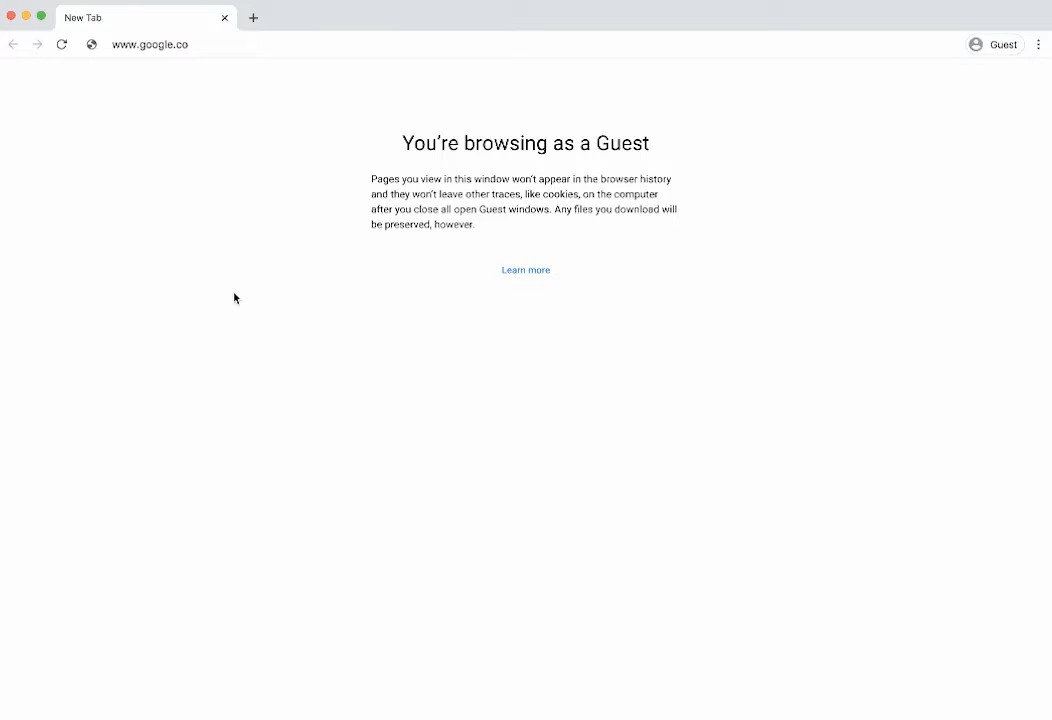 New Tab
www.google.co
Guest
You're browsing as a Guest
Pages you view in this window won't appear in the browser history
and they won't leave other traces, like cookies, on the computer
after you close all open Guest windows. Any files you download will
be preserved, however.
Learn more